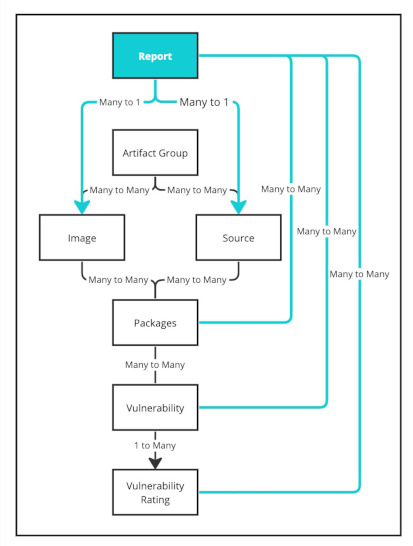 Report
Many to 1
Many to 1
Artifact Group
Many to Many
Many to Many
Many to Many
Image
Source
Many to Many
Many to Many
Many to Many
Many to Many
Packages
Many to Many
Vulnerability
1 to Many
Vulnerability
Rating